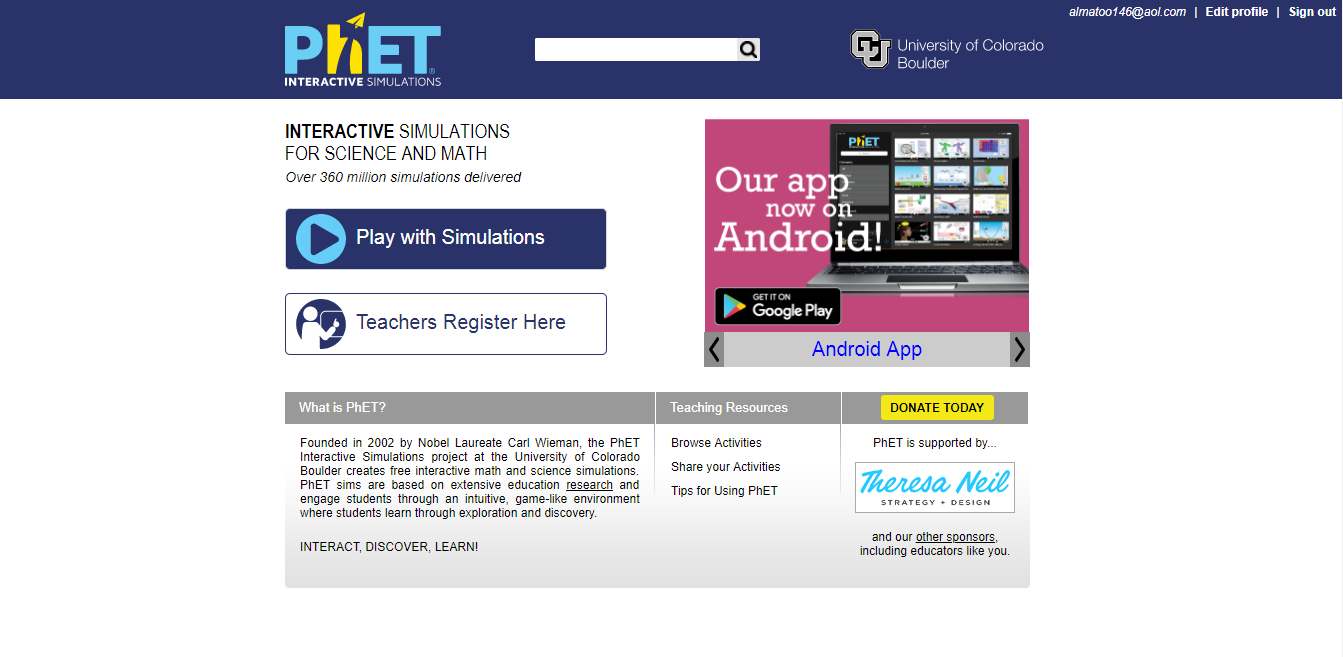 almatoo146@aol.com | Edit profile | Sign out
PhET
INTERACTIVE SIMULATIONS
University of Colorado
Boulder
INTERACTIVE SIMULATIONS
FOR SCIENCE AND MATH
Over 360 million simulations delivered
Play with Simulations
Teachers Register Here
PhET
Our app
now on
Android!
GET IT ON
Google Play
Android App
What is PhET?
Founded in 2002 by Nobel Laureate Carl Wieman, the PhET
Interactive Simulations project at the University of Colorado
Boulder creates free interactive math and science simulations.
PhET sims are based on extensive education research and
engage students through an intuitive, game-like environment
where students learn through exploration and discovery.
INTERACT, DISCOVER, LEARN!
Teaching Resources
Browse Activities
Share your Activities
Tips for Using PhET
DONATE TODAY
PhET is supported by...
Theresa Neil
STRATEGY + DESIGN
and our other sponsors,
including educators like you.